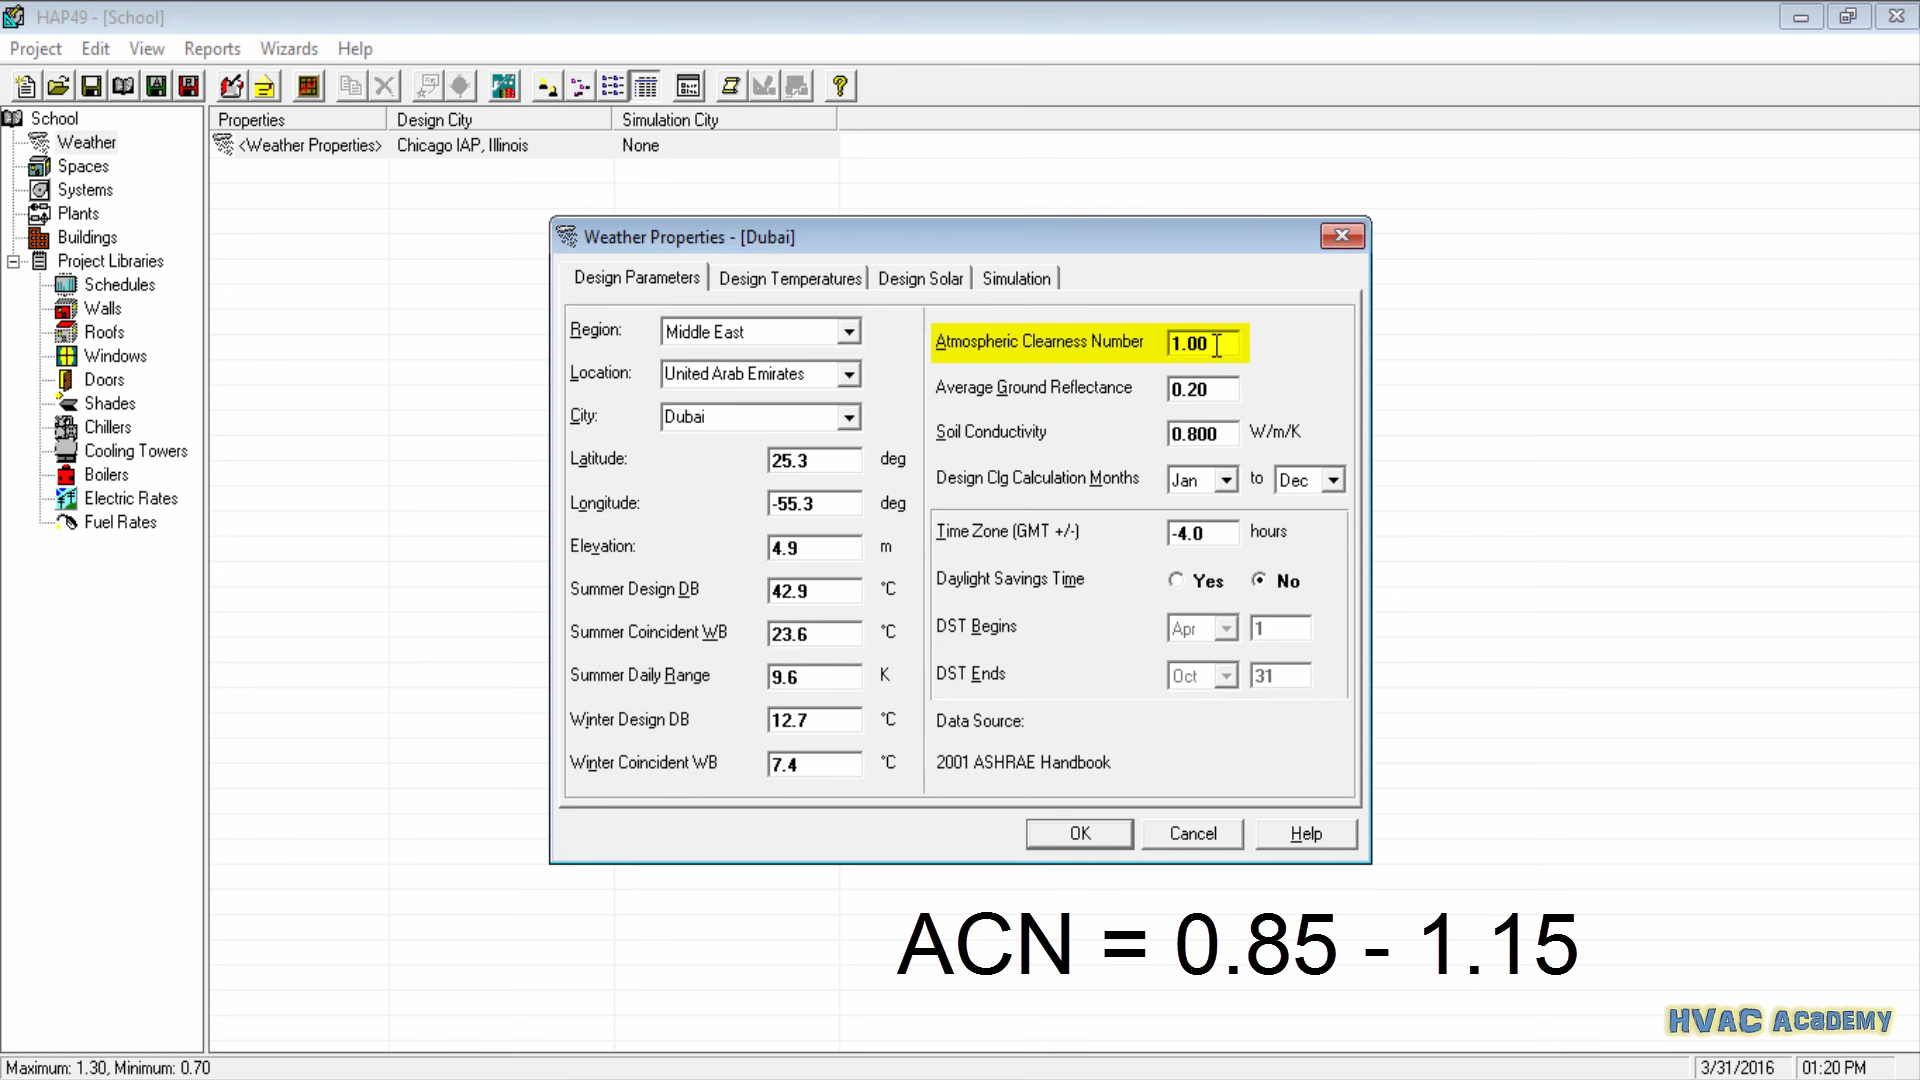 HAP49 - [School]
Project Edit View Reports Wizards Help
School
Weather
Spaces
Systems
Plants
Buildings
Project Libraries
Schedules
Walls
Roofs
Windows
Doors
Shades
Chillers
Cooling Towers
Boilers
Electric Rates
Fuel Rates
Properties Design City Simulation City
<Weather Properties> Chicago IAP, Illinois None
Weather Properties - [Dubai]
Design Parameters Design Temperatures Design Solar Simulation
Region: Middle East
Location: United Arab Emirates
City: Dubai
Latitude: 25.3 deg
Longitude: -55.3 deg
Elevation: 4.9 m
Summer Design DB 42.9 °C
Summer Coincident WB 23.6 °C
Summer Daily Range 9.6 K
Winter Design DB 12.7 °C
Winter Coincident WB 7.4 °C
Atmospheric Clearness Number 1.00
Average Ground Reflectance 0.20
Soil Conductivity 0.800 W/m/K
Design Clg Calculation Months Jan to Dec
Time Zone (GMT +/-) -4.0 hours
Daylight Savings Time Yes No
DST Begins Apr 1
DST Ends Oct 31
Data Source:
2001 ASHRAE Handbook
OK Cancel Help
ACN = 0.85 - 1.15
HVAC Academy
Maximum: 1.30, Minimum: 0.70 3/31/2016 01:20 PM